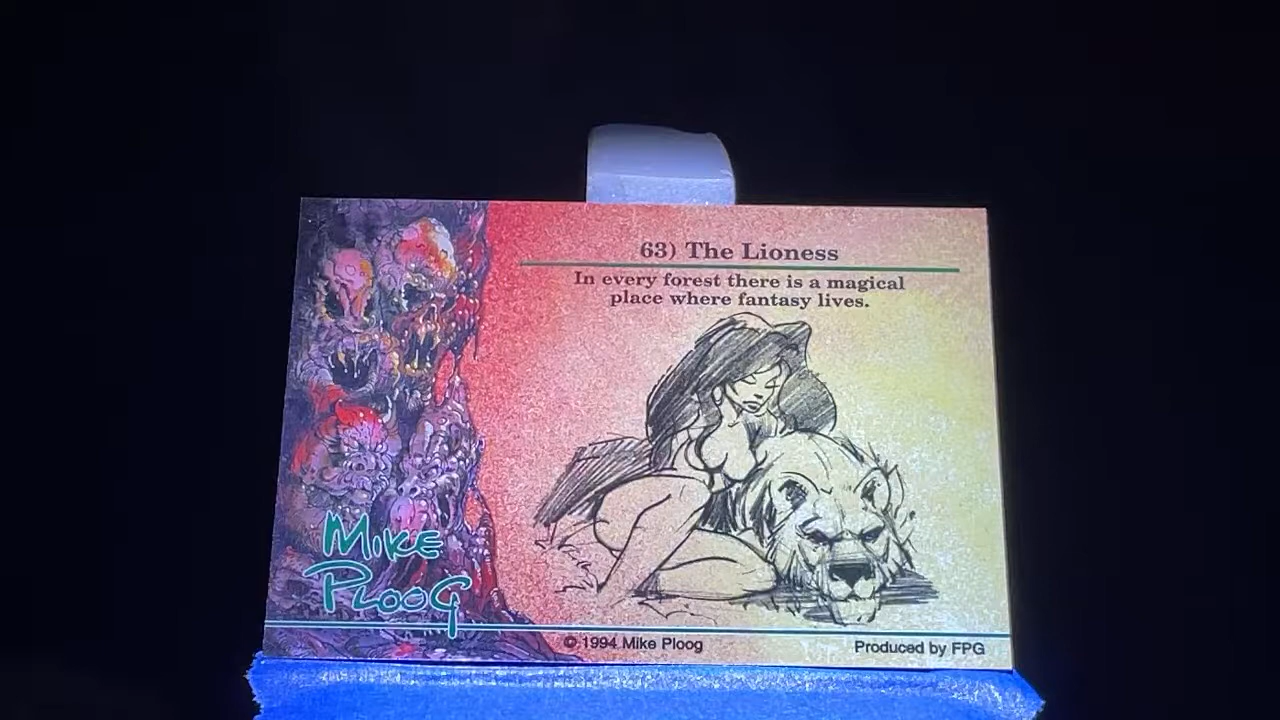 63) The Lioness
In every forest there is a magical
place where fantasy lives.
MIKE
PLOOG
© 1994 Mike Ploog
Produced by FPG